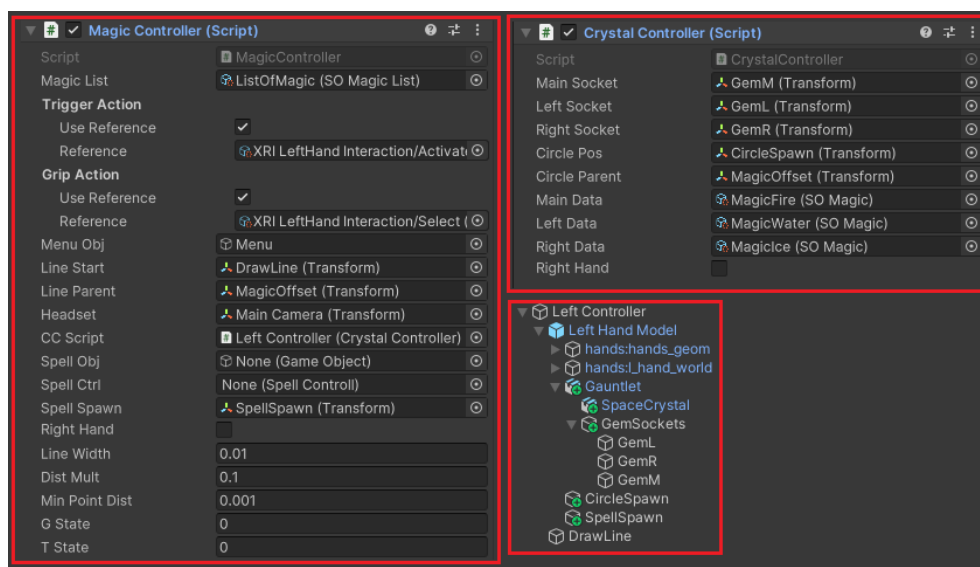 Magic Controller (Script)
Script MagicController
Magic List ListOfMagic (SO Magic List)
Trigger Action
Use Reference
Reference XRI LeftHand Interaction/Activat
Grip Action
Use Reference
Reference XRI LeftHand Interaction/Select (
Menu Obj Menu
Line Start DrawLine (Transform)
Line Parent MagicOffset (Transform)
Headset Main Camera (Transform)
CC Script Left Controller (Crystal Controller)
Spell Obj None (Game Object)
Spell Ctrl None (Spell Controll)
Spell Spawn SpellSpawn (Transform)
Right Hand
Line Width 0.01
Dist Mult 0.1
Min Point Dist 0.001
G State 0
T State 0
Crystal Controller (Script)
Script CrystalController
Main Socket GemM (Transform)
Left Socket GemL (Transform)
Right Socket GemR (Transform)
Circle Pos CircleSpawn (Transform)
Circle Parent MagicOffset (Transform)
Main Data MagicFire (SO Magic)
Left Data MagicWater (SO Magic)
Right Data MagicIce (SO Magic)
Right Hand
Left Controller
Left Hand Model
hands:hands_geom
hands:l_hand_world
Gauntlet
SpaceCrystal
GemSockets
GemL
GemR
GemM
CircleSpawn
SpellSpawn
DrawLine